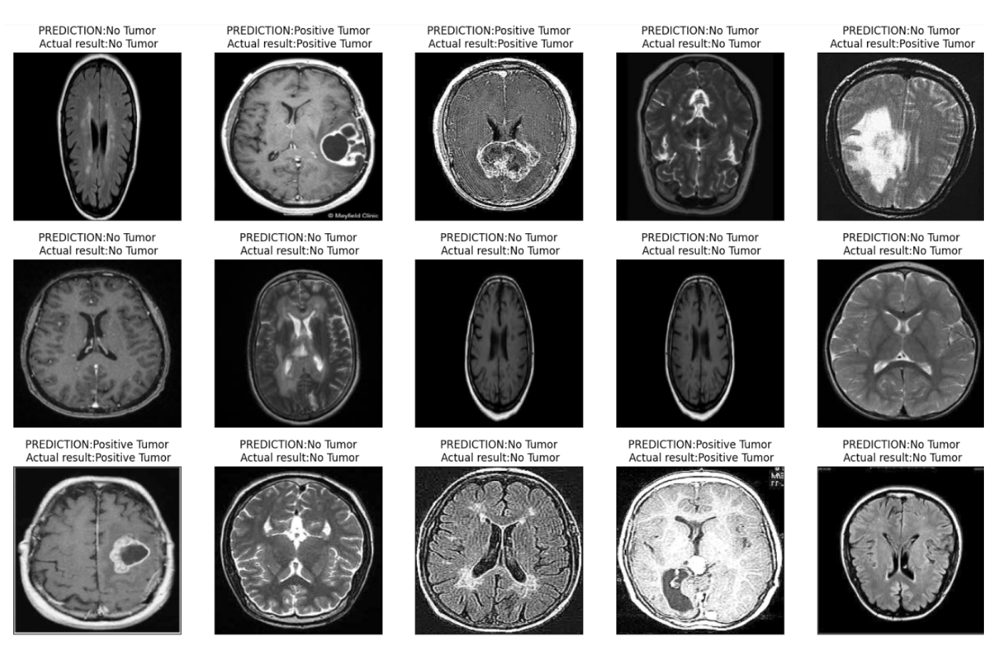 PREDICTION:No Tumor
Actual result:No Tumor
PREDICTION:Positive Tumor
Actual result:Positive Tumor
PREDICTION:Positive Tumor
Actual result:Positive Tumor
PREDICTION:No Tumor
Actual result:No Tumor
PREDICTION:No Tumor
Actual result:Positive Tumor
© Mayfield Clinic
PREDICTION:No Tumor
Actual result:No Tumor
PREDICTION:No Tumor
Actual result:No Tumor
PREDICTION:No Tumor
Actual result:No Tumor
PREDICTION:No Tumor
Actual result:No Tumor
PREDICTION:No Tumor
Actual result:No Tumor
PREDICTION:Positive Tumor
Actual result:Positive Tumor
PREDICTION:No Tumor
Actual result:No Tumor
PREDICTION:No Tumor
Actual result:No Tumor
PREDICTION:Positive Tumor
Actual result:Positive Tumor
PREDICTION:No Tumor
Actual result:No Tumor